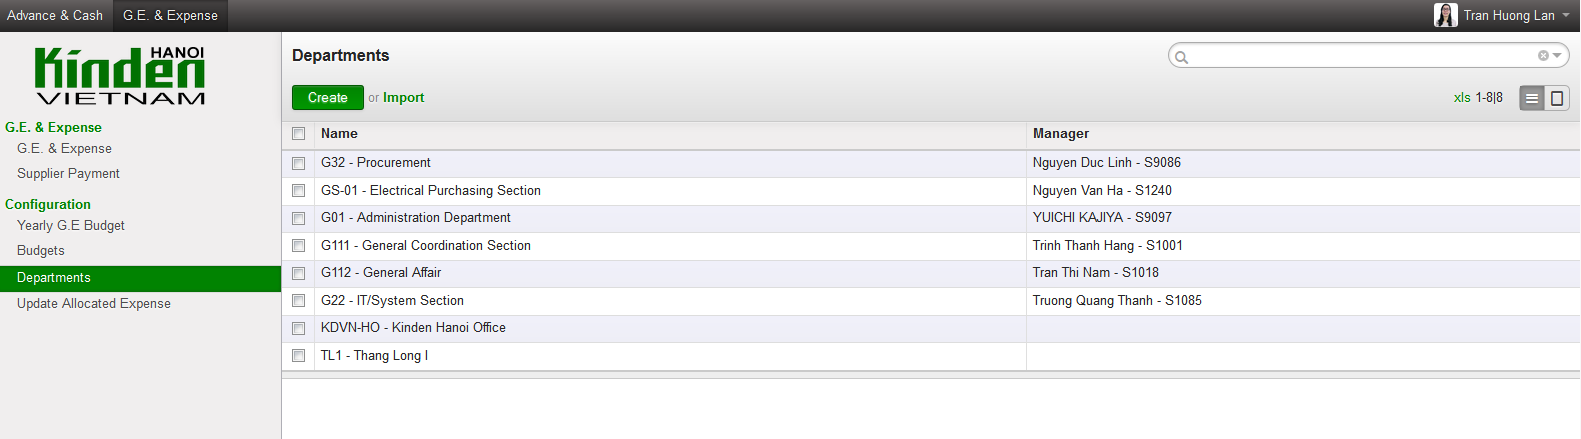 Advance & Cash G.E. & Expense Tran Huong Lan
HANOI
Kinden
VIETNAM
G.E. & Expense
G.E. & Expense
Supplier Payment
Configuration
Yearly G.E Budget
Budgets
Departments
Update Allocated Expense
Departments
Create or Import xls 1-8|8
Name Manager
G32 - Procurement Nguyen Duc Linh - S9086
GS-01 - Electrical Purchasing Section Nguyen Van Ha - S1240
G01 - Administration Department YUICHI KAJIYA - S9097
G111 - General Coordination Section Trinh Thanh Hang - S1001
G112 - General Affair Tran Thi Nam - S1018
G22 - IT/System Section Truong Quang Thanh - S1085
KDVN-HO - Kinden Hanoi Office
TL1 - Thang Long I